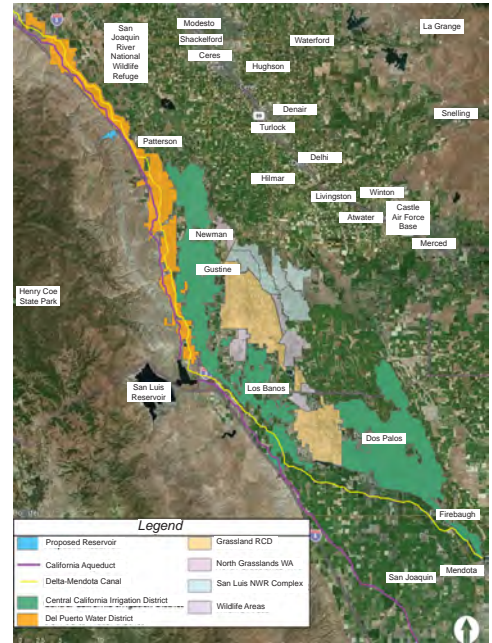 San
Joaquin
River
National
Wildlife
Refuge
Modesto
Shackelford
Ceres
Waterford
La Grange
Hughson
Denair
Turlock
Snelling
Patterson
Delhi
Hilmar
Livingston
Winton
Atwater
Castle
Air Force
Base
Merced
Newman
Gustine
Henry Coe
State Park
San Luis
Reservoir
Los Banos
Dos Palos
Firebaugh
Mendota
San Joaquin
Legend
Proposed Reservoir
California Aqueduct
Delta-Mendota Canal
Central California Irrigation District
Del Puerto Water District
Grassland RCD
North Grasslands WA
San Luis NWR Complex
Wildlife Areas